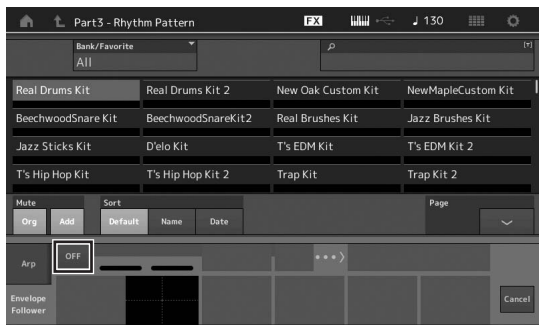 Part3 - Rhythm Pattern FX ♩ 130
Bank/Favorite
All
[T]
Real Drums Kit Real Drums Kit 2 New Oak Custom Kit NewMapleCustom Kit
BeechwoodSnare Kit BeechwoodSnareKit2 Real Brushes Kit Jazz Brushes Kit
Jazz Sticks Kit D'elo Kit T's EDM Kit T's EDM Kit 2
T's Hip Hop Kit T's Hip Hop Kit 2 Trap Kit Trap Kit 2
Mute Sort Page
Org Add Default Name Date
Arp OFF
Envelope
Follower
Cancel